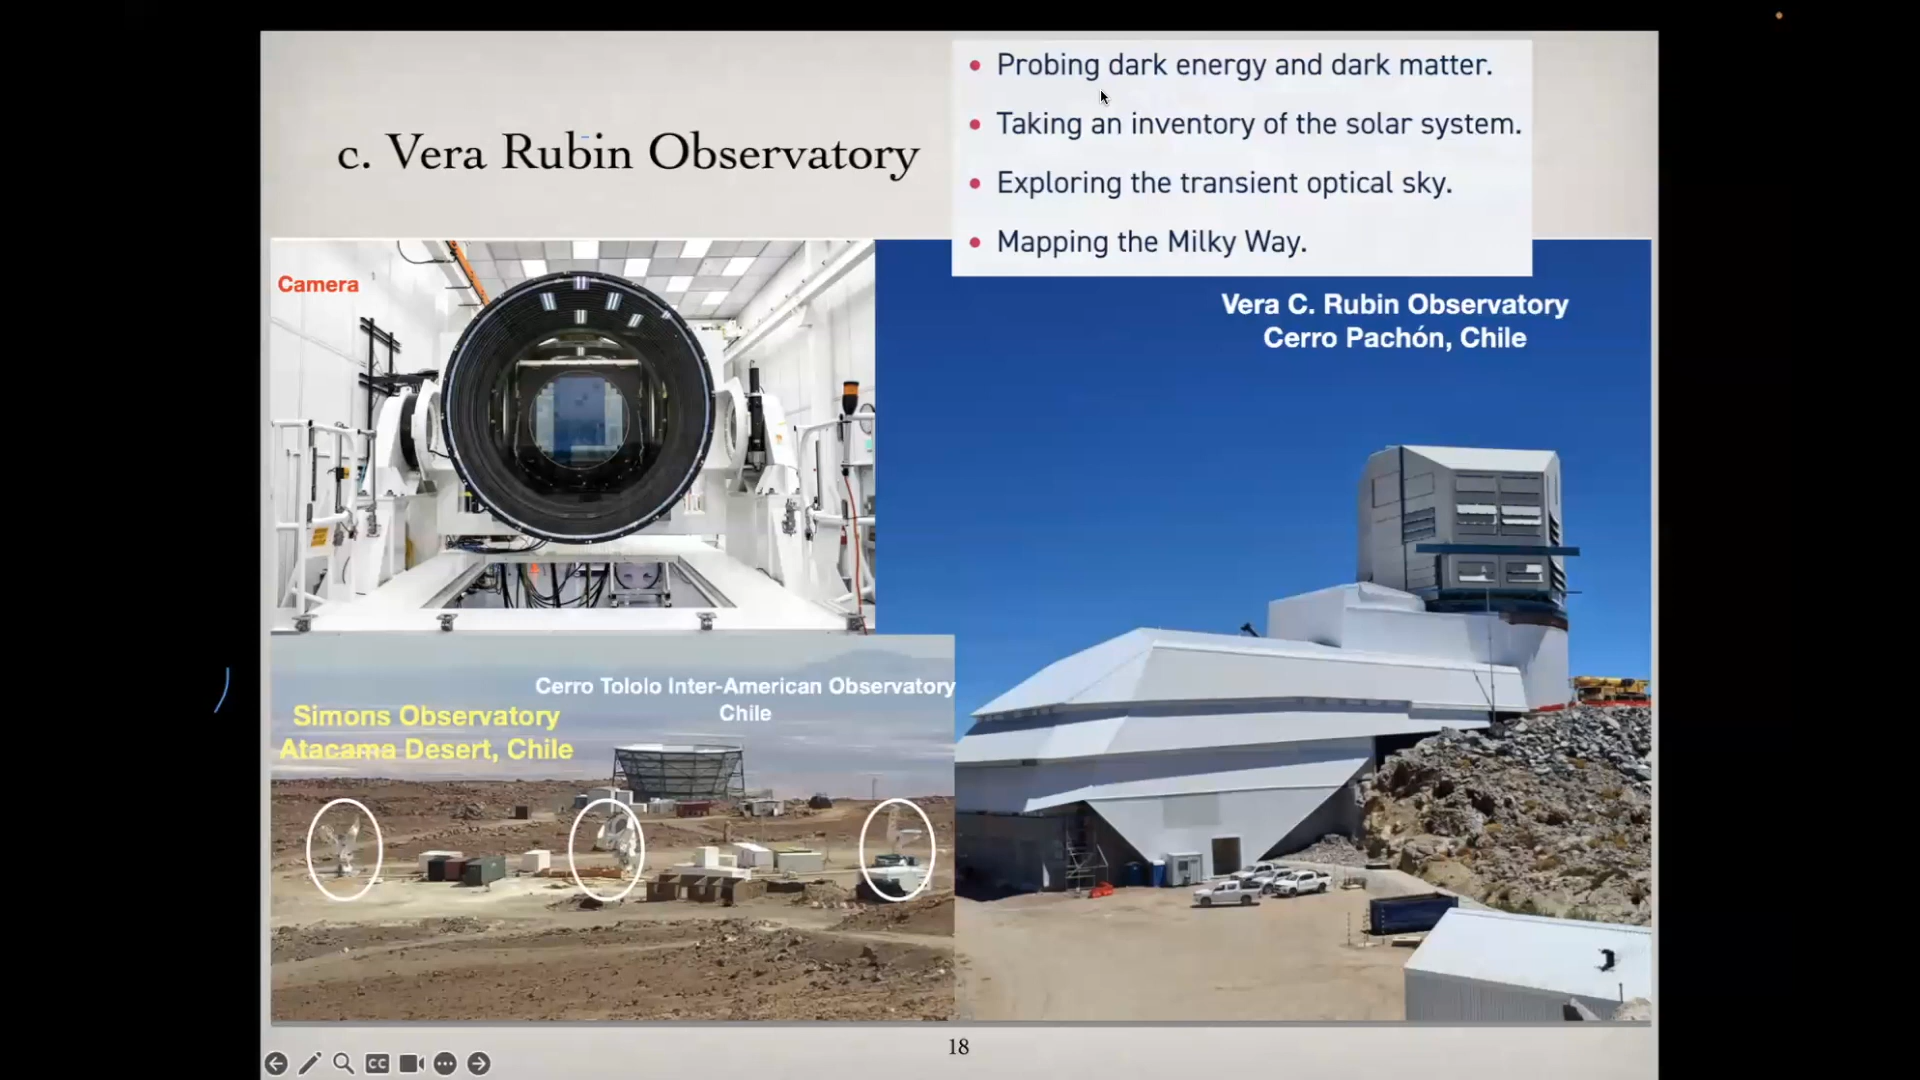 c. Vera Rubin Observatory
• Probing dark energy and dark matter.
• Taking an inventory of the solar system.
• Exploring the transient optical sky.
• Mapping the Milky Way.
Camera
Vera C. Rubin Observatory
Cerro Pachón, Chile
Cerro Tololo Inter-American Observatory
Chile
Simons Observatory
Atacama Desert, Chile
18
CC